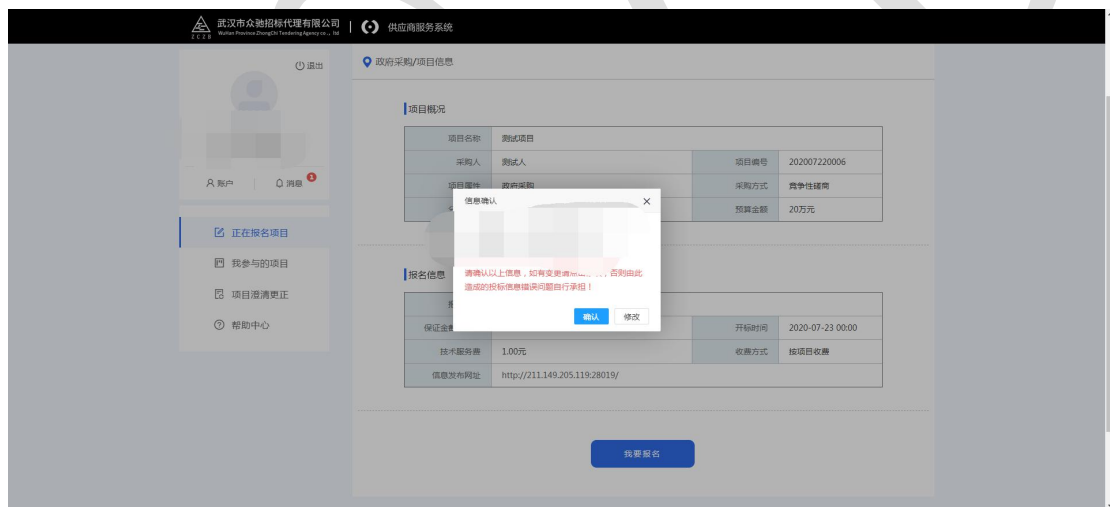 武汉市众驰招标代理有限公司
WuHan Province ZhongChi Tendering Agency co., ltd
ZCZB
供应商服务系统
退出
政府采购/项目信息
账户
消息 1
正在报名项目
我参与的项目
项目澄清更正
帮助中心
项目概况
项目名称 测试项目
采购人 测试人 项目编号 202007220006
项目属性 政府采购 采购方式 竞争性磋商
预算金额 20万元
信息确认
请确认以上信息，如有变更请点击 ，否则由此
造成的投标信息错误问题自行承担！
确认 修改
报名信息
保证金 开标时间 2020-07-23 00:00
技术服务费 1.00元 收费方式 按项目收费
信息发布网址 http://211.149.205.119:28019/
我要报名